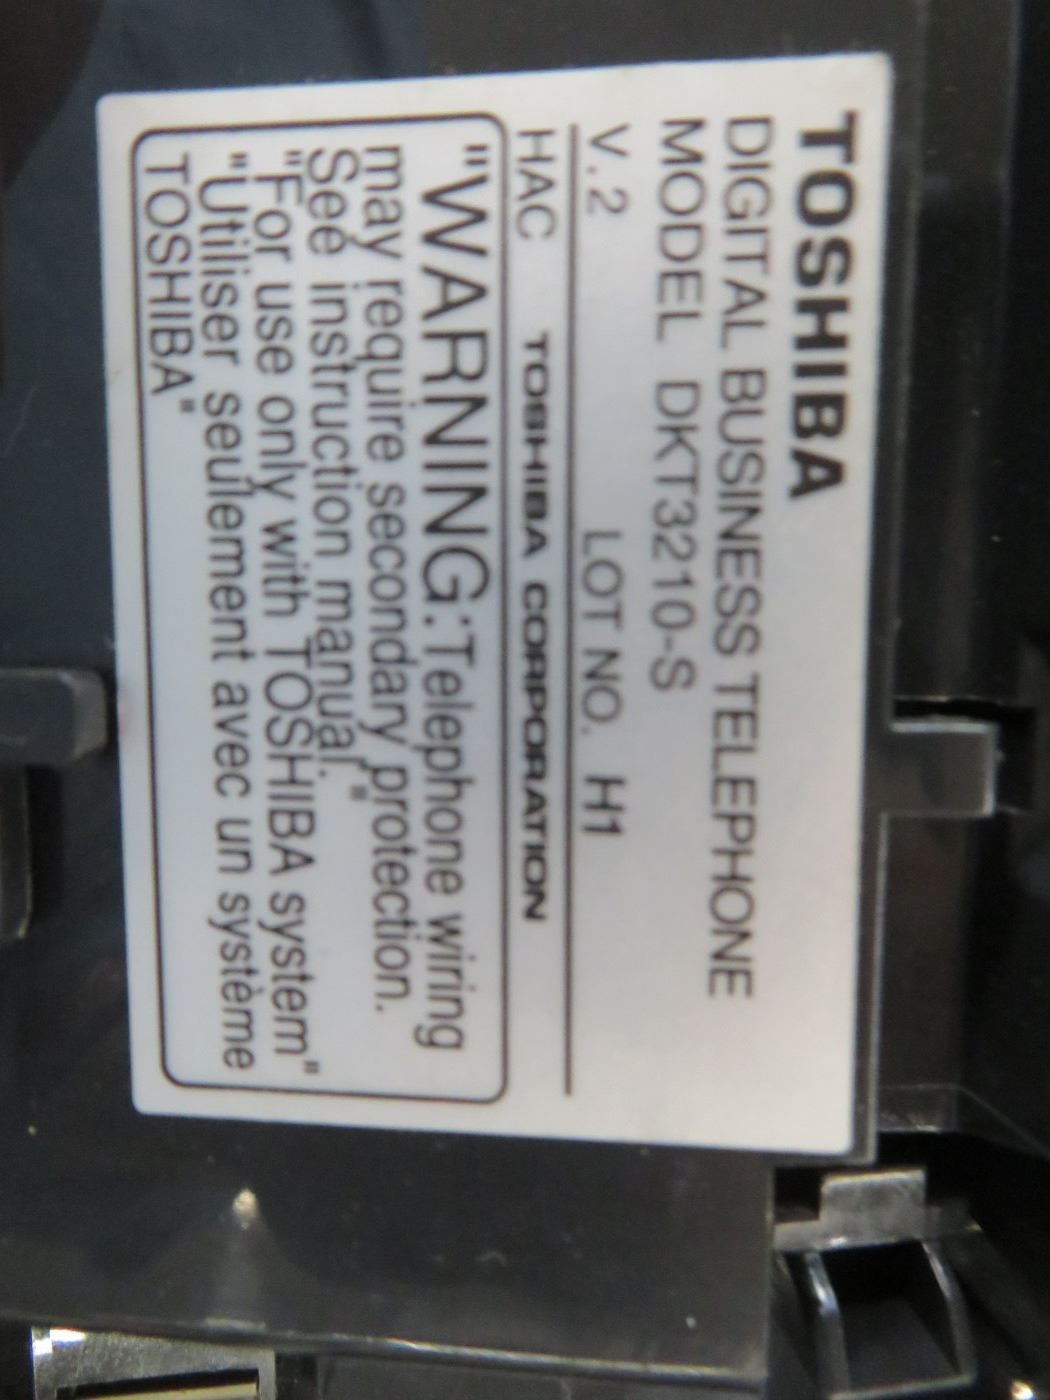 TOSHIBA
DIGITAL BUSINESS TELEPHONE
MODEL DKT3210-S
V.2 LOT NO. H1
HAC TOSHIBA CORPORATION
"WARNING:Telephone wiring
may require secondary protection.
See instruction manual."
"For use only with TOSHIBA system"
"Utiliser seulement avec un système
TOSHIBA"